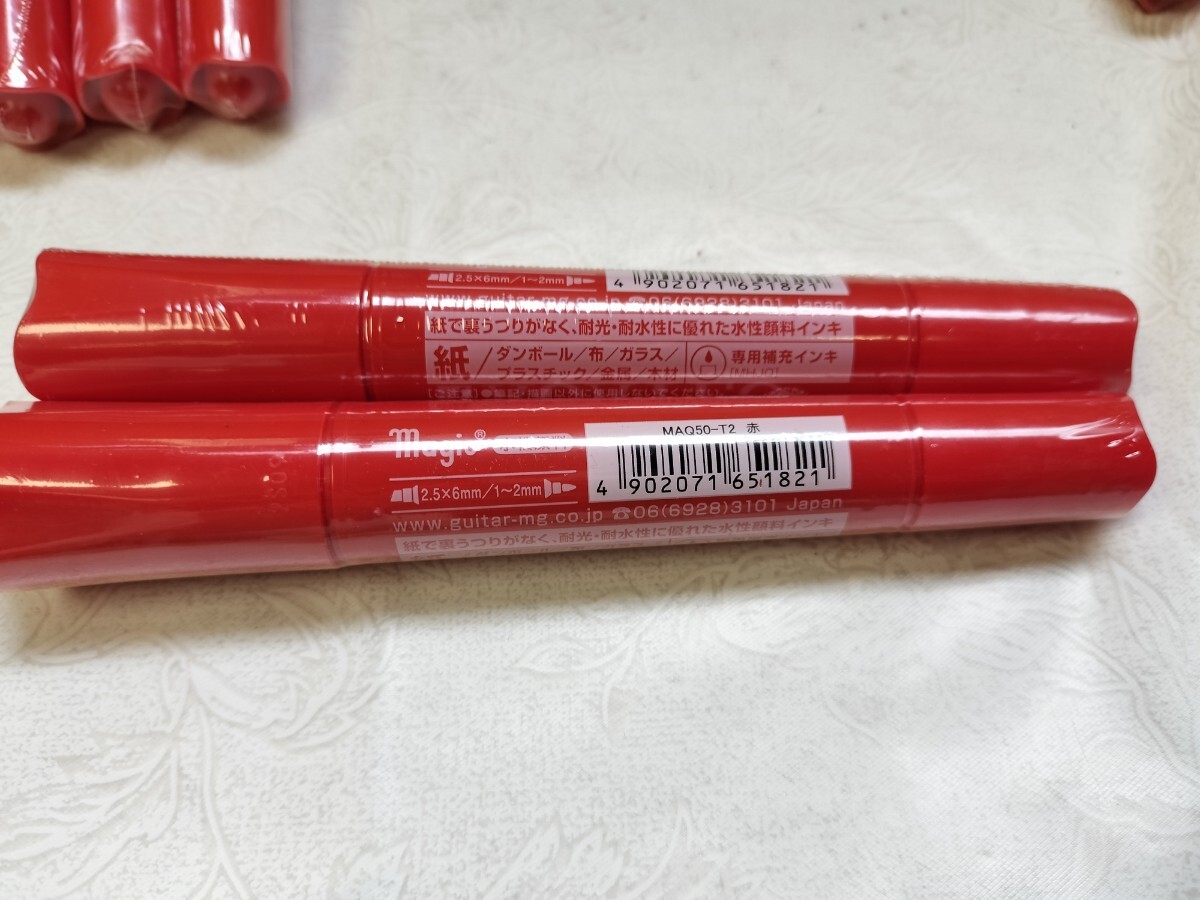 2.5×6mm/1~2mm
4 902071 651821
www.guitar-mg.co.jp ☎06(6928)3101 Japan
紙で裏うつりがなく、耐光・耐水性に優れた水性顔料インキ
紙/ダンボール/布/ガラス/
プラスチック/金属/木材
専用補充インキ
Magic®
MAQ50-T2 赤
2.5×6mm/1~2mm
4 902071 651821
www.guitar-mg.co.jp ☎06(6928)3101 Japan
紙で裏うつりがなく、耐光・耐水性に優れた水性顔料インキ